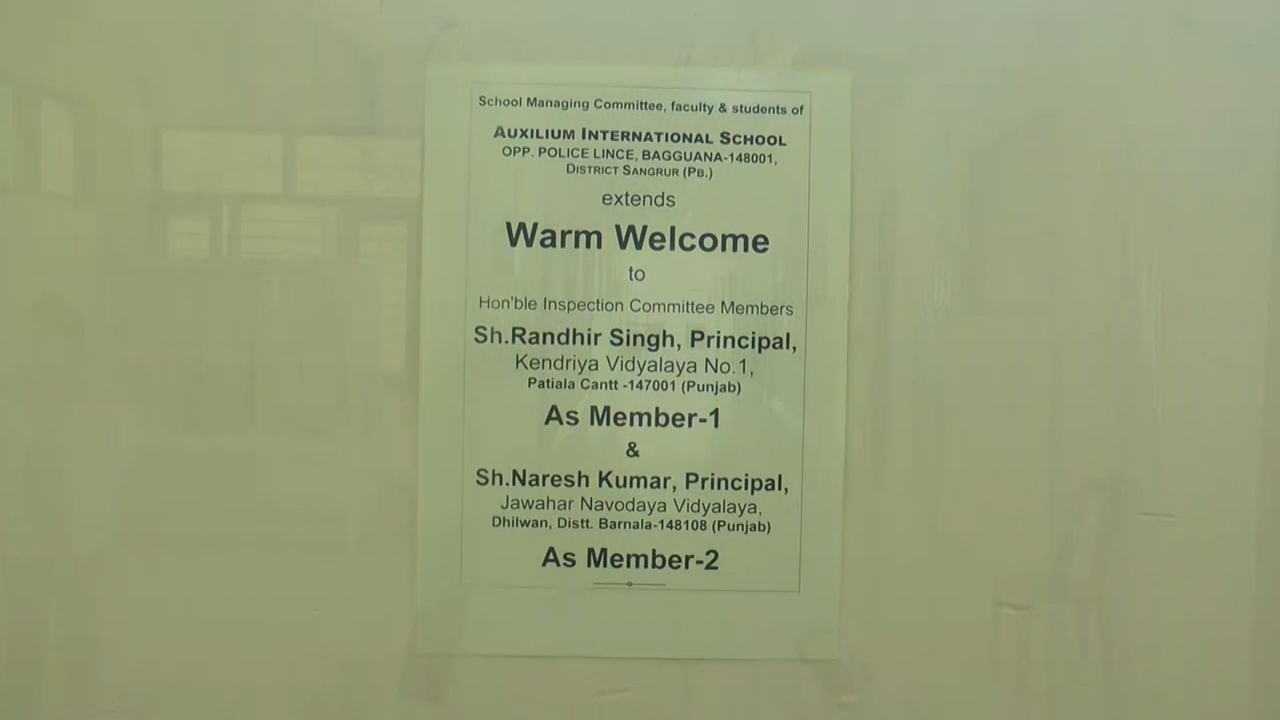 School Managing Committee, faculty & students of
AUXILIUM INTERNATIONAL SCHOOL
OPP. POLICE LINCE, BAGGUANA-148001,
DISTRICT SANGRUR (PB.)
extends
Warm Welcome
to
Hon'ble Inspection Committee Members
Sh.Randhir Singh, Principal,
Kendriya Vidyalaya No.1,
Patiala Cantt -147001 (Punjab)
As Member-1
&
Sh.Naresh Kumar, Principal,
Jawahar Navodaya Vidyalaya,
Dhilwan, Distt. Barnala-148108 (Punjab)
As Member-2